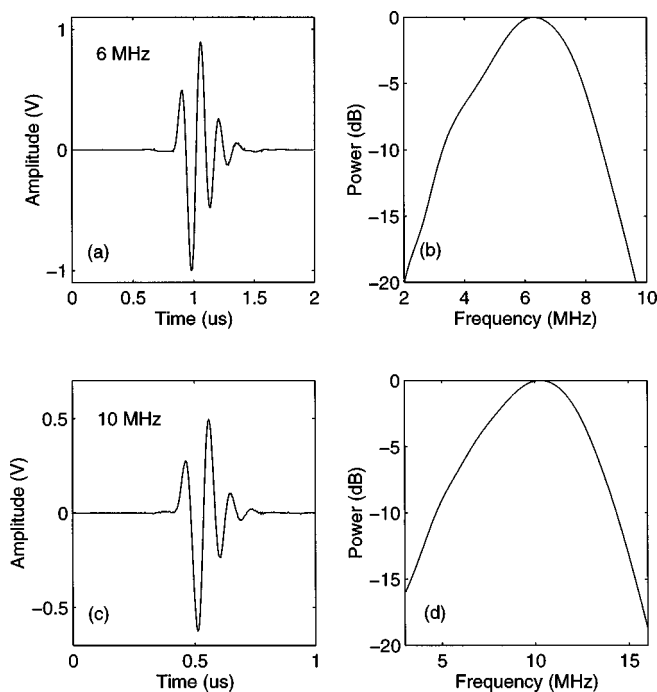 6 MHz
(a)
Amplitude (V)
1
0
−1
0
0.5
1
1.5
2
Time (us)
(b)
Power (dB)
0
−5
−10
−15
−20
2
4
6
8
10
Frequency (MHz)
10 MHz
(c)
Amplitude (V)
0.5
0
−0.5
0
0.5
1
Time (us)
(d)
Power (dB)
0
−5
−10
−15
−20
5
10
15
Frequency (MHz)